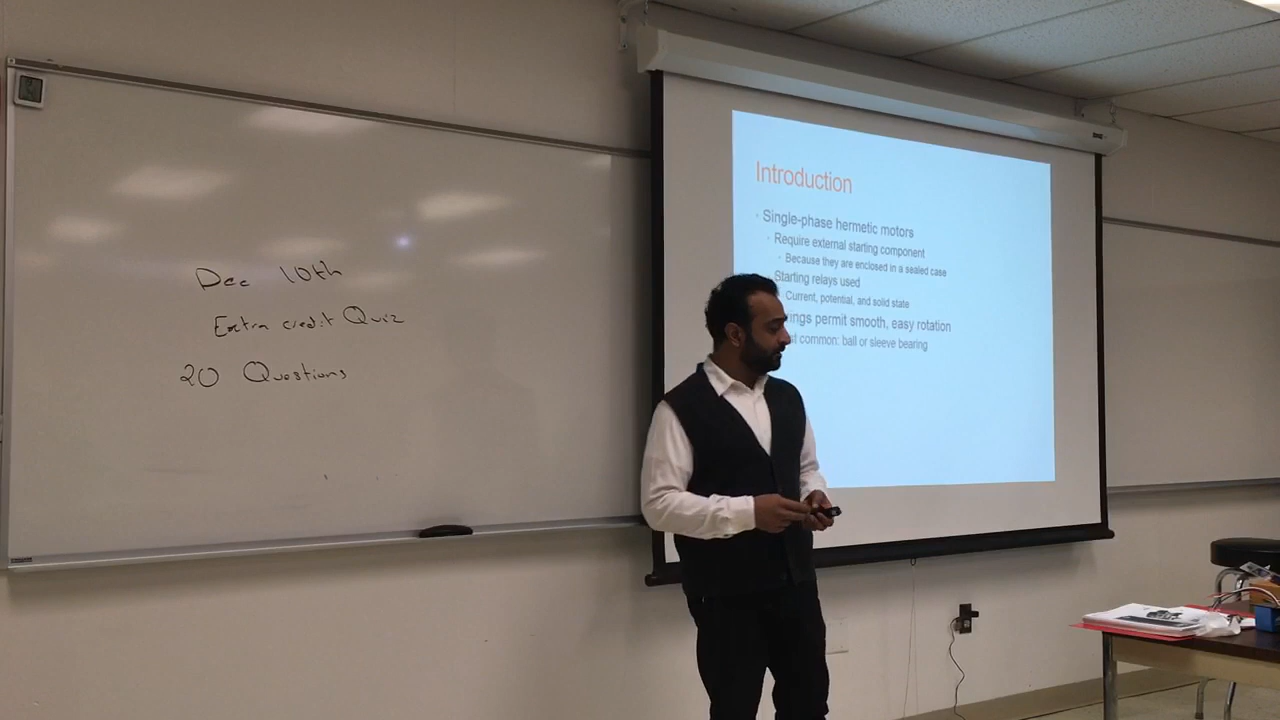 Dec 10th
Extra credit Quiz
20 Questions
Introduction
Single-phase hermetic motors
Require external starting component
Because they are enclosed in a sealed case
Starting relays used
Current, potential, and solid state
permit smooth, easy rotation
common: ball or sleeve bearing